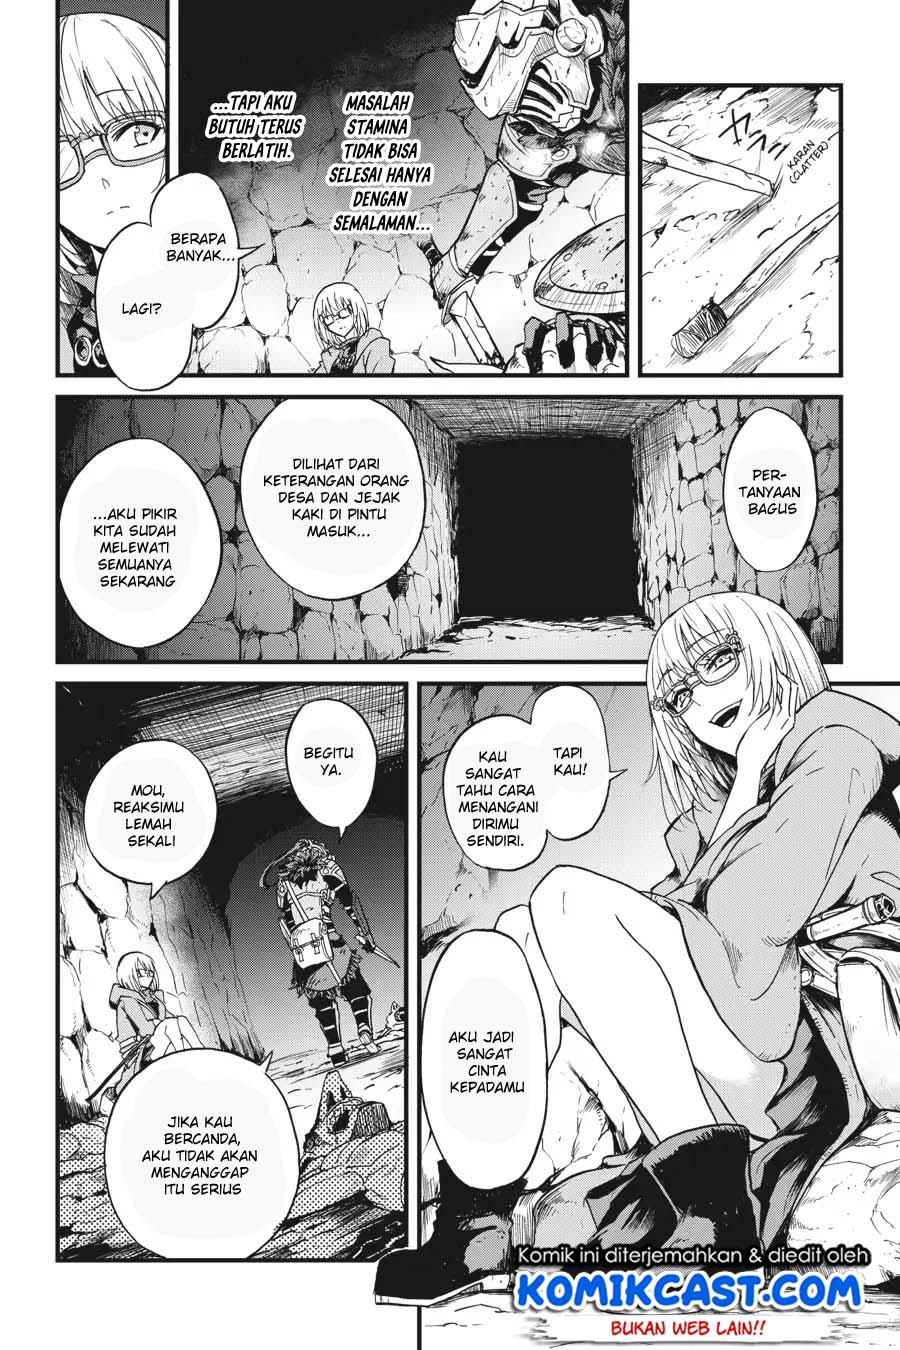 カラン
KARAN
(CLATTER)
MASALAH
STAMINA
TIDAK BISA
SELESAI HANYA
DENGAN
SEMALAMAN...
...TAPI AKU
BUTUH TERUS
BERLATIH.
BERAPA
BANYAK...
LAGI?
PER-
TANYAAN
BAGUS
DILIHAT DARI
KETERANGAN ORANG
DESA DAN JEJAK
KAKI DI PINTU
MASUK...
...AKU PIKIR
KITA SUDAH
MELEWATI
SEMUANYA
SEKARANG
TAPI
KAU!
KAU
SANGAT
TAHU CARA
MENANGANI
DIRIMU
SENDIRI.
AKU JADI
SANGAT
CINTA
KEPADAMU
BEGITU
YA.
MOU,
REAKSIMU
LEMAH
SEKALI
JIKA KAU
BERCANDA,
AKU TIDAK AKAN
MENGANGGAP
ITU SERIUS
Komik ini diterjemahkan & diedit oleh
KOMIKCAST.COM
BUKAN WEB LAIN!!